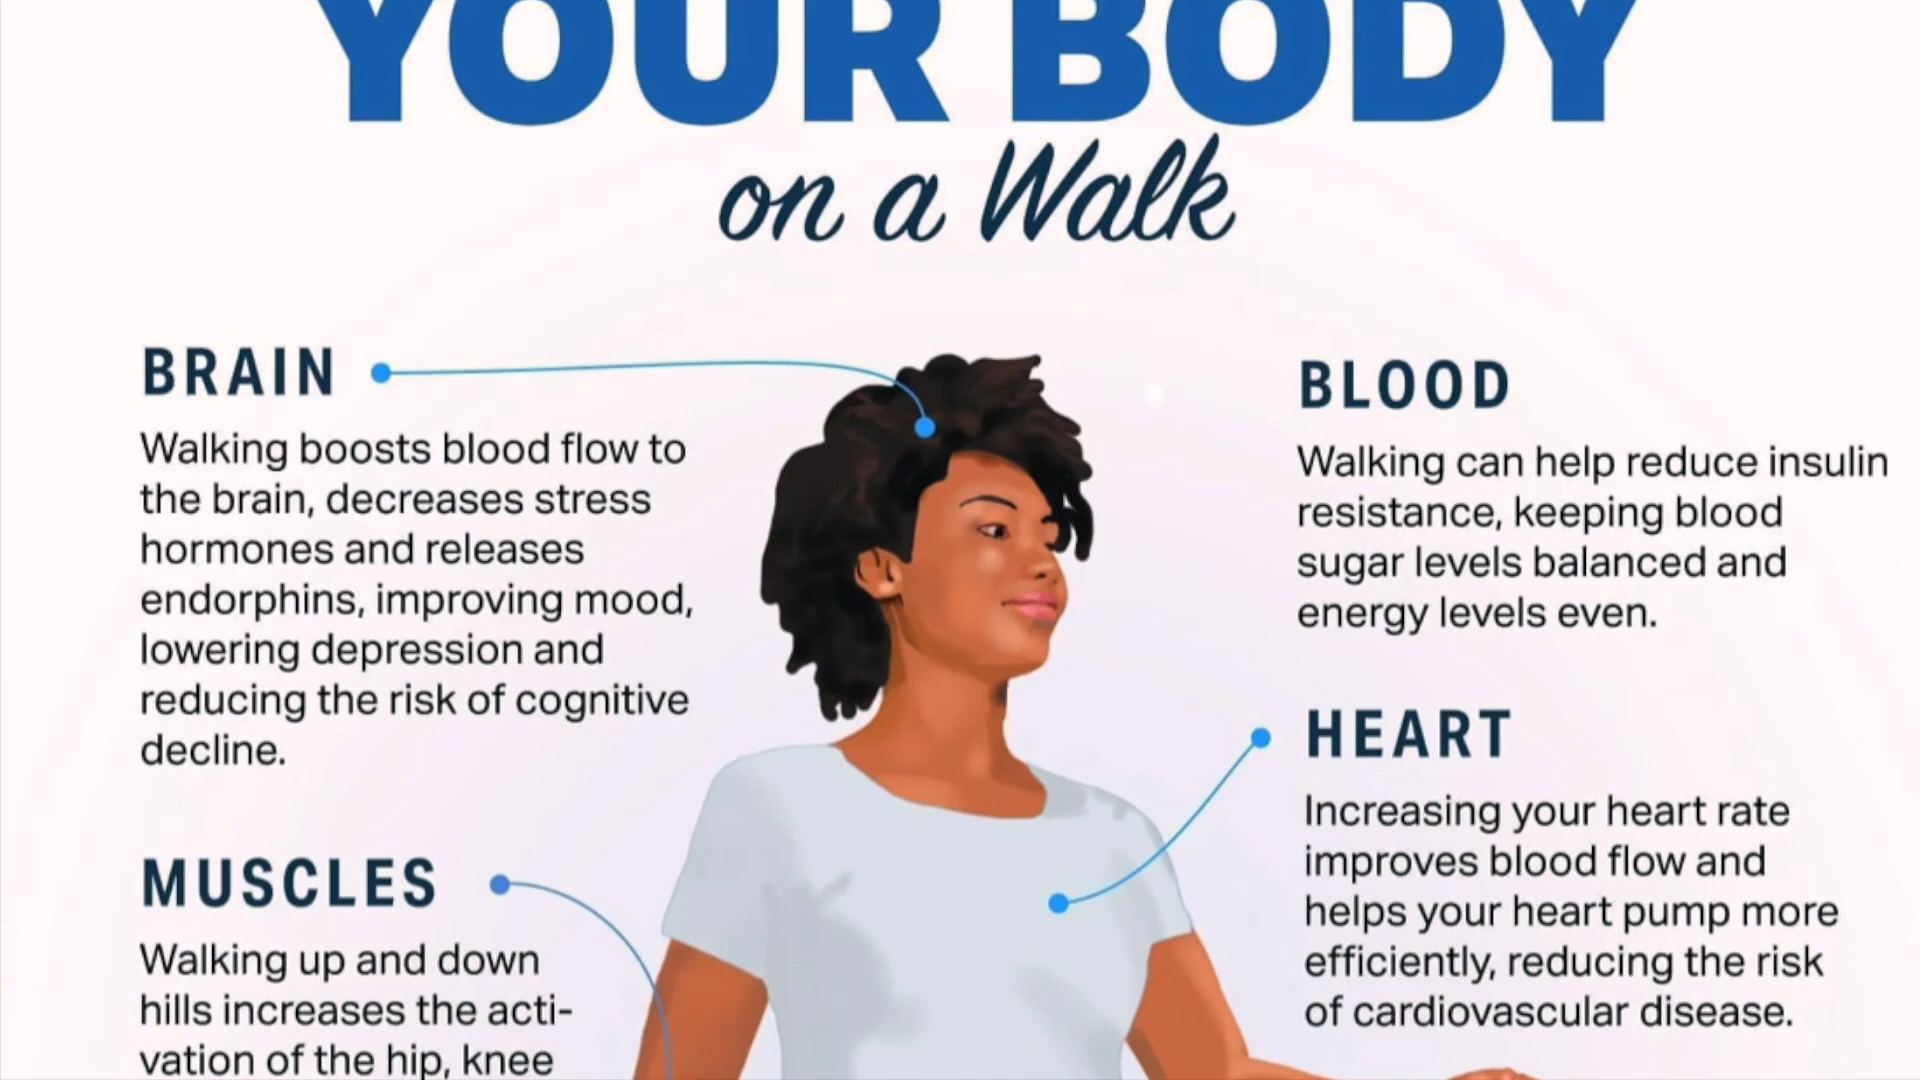 YOUR BODY
on a Walk
BRAIN
Walking boosts blood flow to
the brain, decreases stress
hormones and releases
endorphins, improving mood,
lowering depression and
reducing the risk of cognitive
decline.
MUSCLES
Walking up and down
hills increases the acti-
vation of the hip, knee
BLOOD
Walking can help reduce insulin
resistance, keeping blood
sugar levels balanced and
energy levels even.
HEART
Increasing your heart rate
improves blood flow and
helps your heart pump more
efficiently, reducing the risk
of cardiovascular disease.